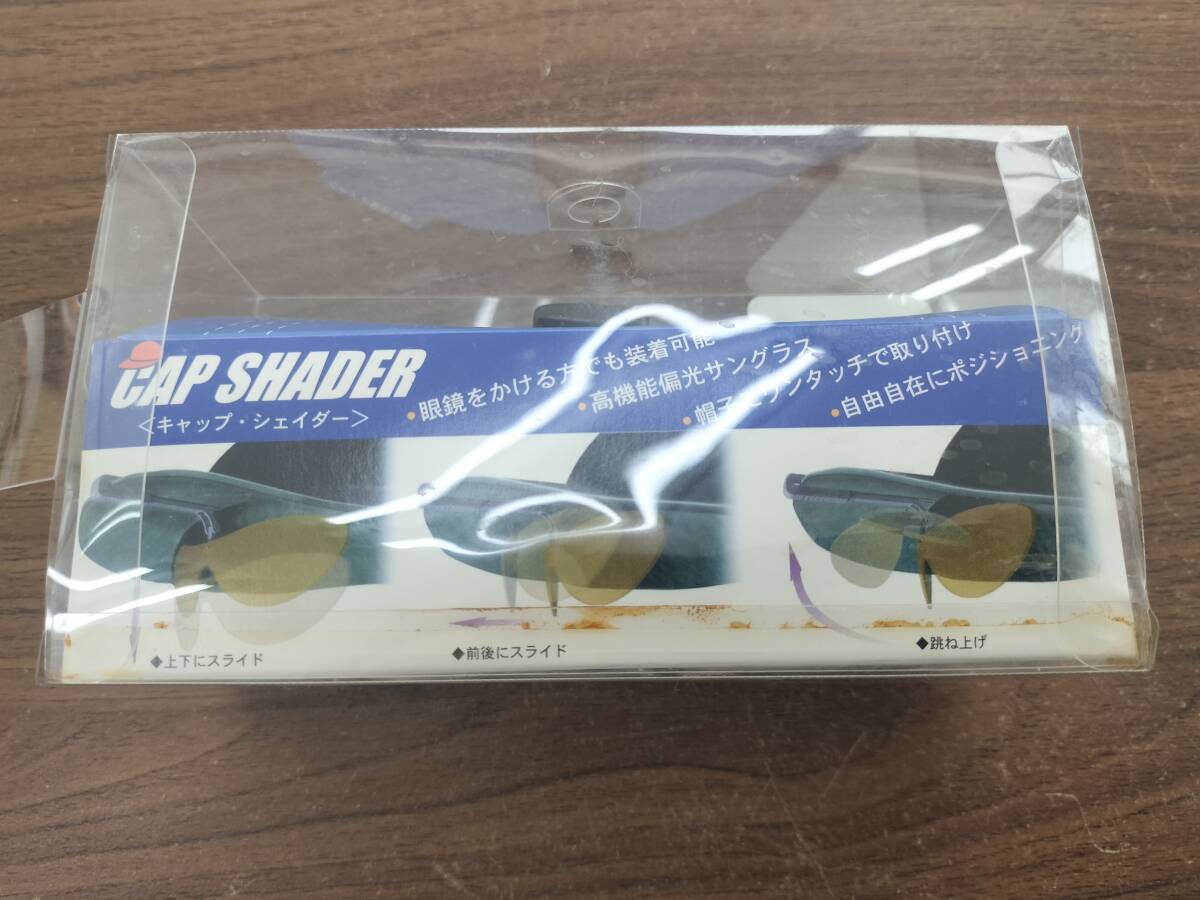 CAP SHADER
<キャップ・シェイダー>
•眼鏡をかける方でも装着可能
•高機能偏光サングラス
•帽子にワンタッチで取り付け
•自由自在にポジショニング
◆上下にスライド
◆前後にスライド
◆跳ね上げ